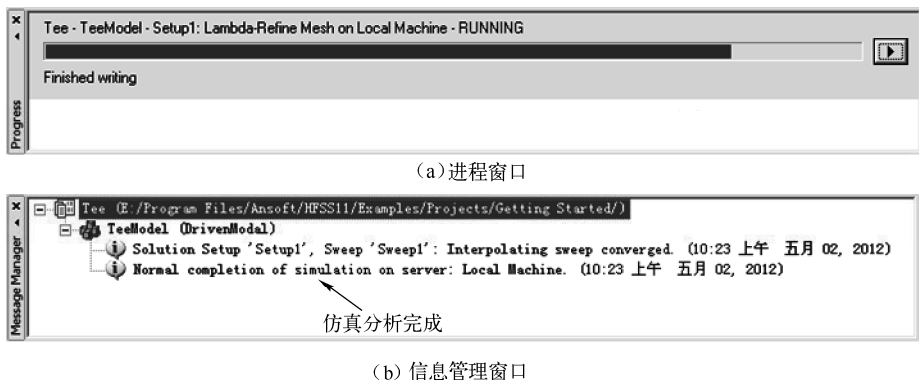 Tee - TeeModel - Setup1: Lambda-Refine Mesh on Local Machine - RUNNING
Finished writing
Progress
(a)进程窗口
Tee (E:/Program Files/Ansoft/HFSS11/Examples/Projects/Getting Started/)
TeeModel (DrivenModal)
Solution Setup 'Setup1', Sweep 'Sweep1': Interpolating sweep converged. (10:23 上午 五月 02, 2012)
Normal completion of simulation on server: Local Machine. (10:23 上午 五月 02, 2012)
Message Manager
仿真分析完成
(b) 信息管理窗口